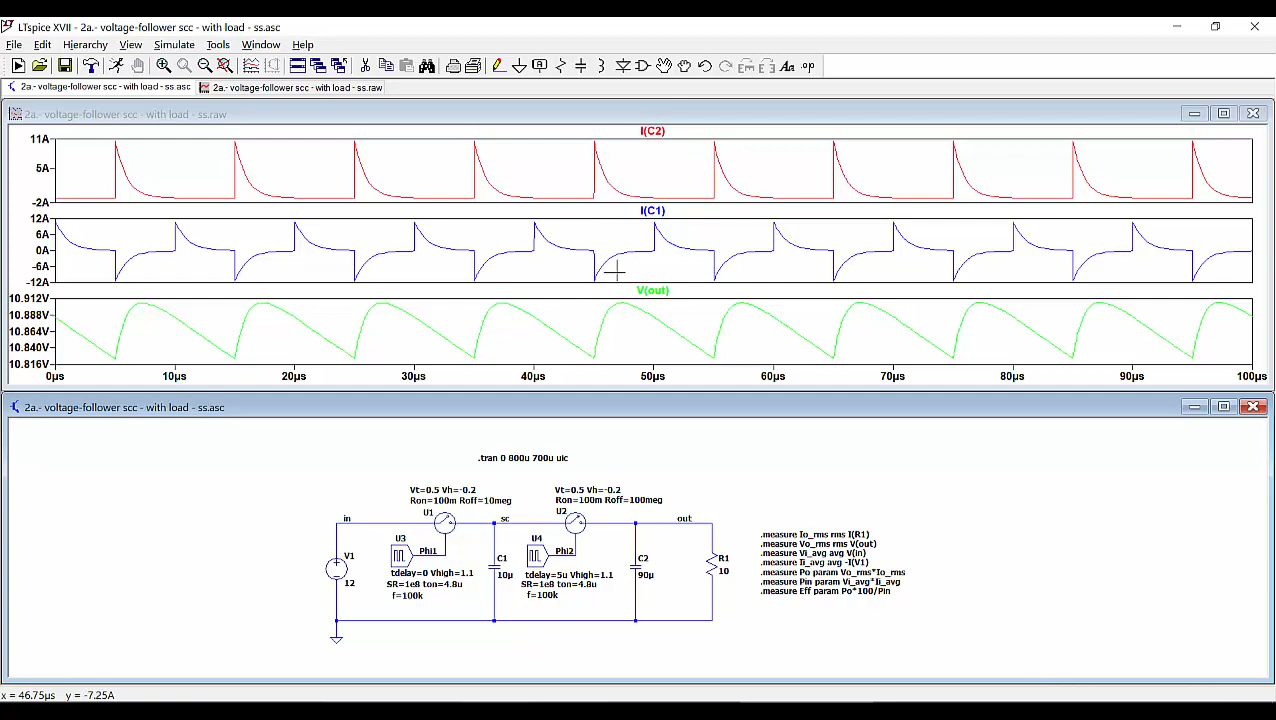 LTspice XVII - 2a.- voltage-follower scc - with load - ss.asc
File Edit Hierarchy View Simulate Tools Window Help
2a.- voltage-follower scc - with load - ss.asc 2a.- voltage-follower scc - with load - ss.raw
2a.- voltage-follower scc - with load - ss.raw
I(C2)
11A
5A
-2A
I(C1)
12A
6A
0A
-6A
-12A
V(out)
10.912V
10.888V
10.864V
10.840V
10.816V
0µs 10µs 20µs 30µs 40µs 50µs 60µs 70µs 80µs 90µs 100µs
2a.- voltage-follower scc - with load - ss.asc
.tran 0 800u 700u uic
Vt=0.5 Vh=-0.2
Ron=100m Roff=10meg
U1
Vt=0.5 Vh=-0.2
Ron=100m Roff=100meg
U2
in
sc
out
U3
Phi1
tdelay=0 Vhigh=1.1
SR=1e8 ton=4.8u
f=100k
U4
Phi2
tdelay=5u Vhigh=1.1
SR=1e8 ton=4.8u
f=100k
V1
12
C1
10µ
C2
90µ
R1
10
.measure Io_rms rms I(R1)
.measure Vo_rms rms V(out)
.measure Vi_avg avg V(in)
.measure Ii_avg avg -I(V1)
.measure Po param Vo_rms*Io_rms
.measure Pin param Vi_avg*Ii_avg
.measure Eff param Po*100/Pin
x = 46.75µs y = -7.25A